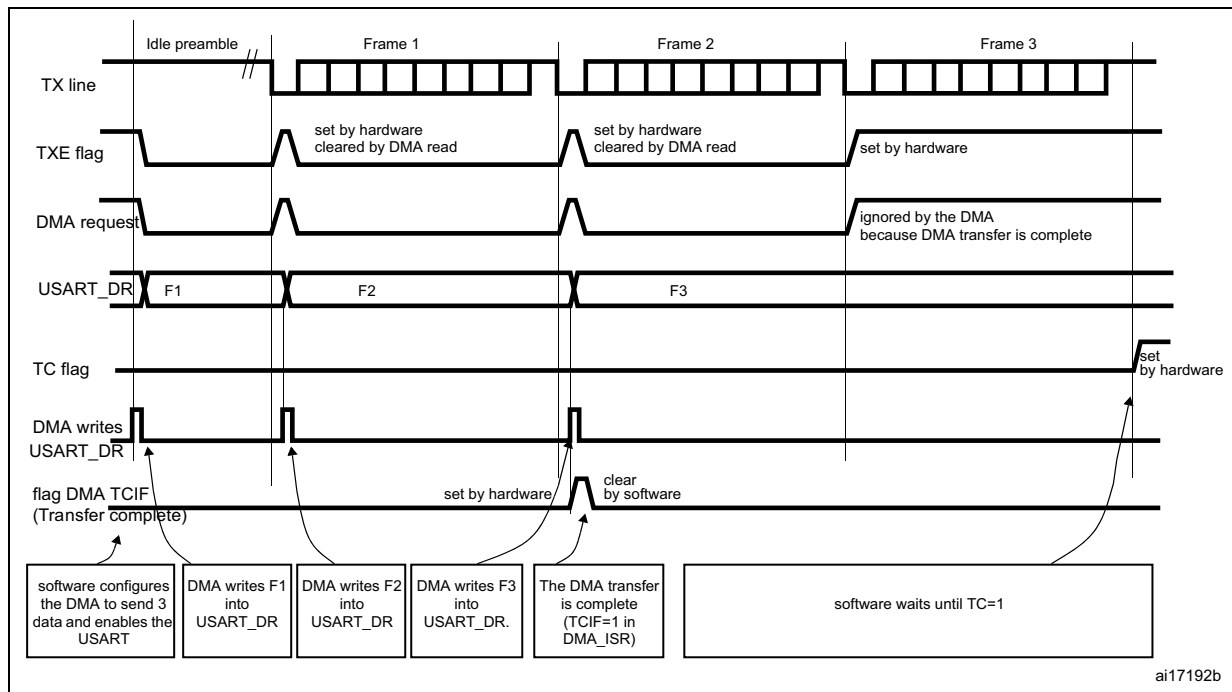 Idle preamble
Frame 1
Frame 2
Frame 3
TX line
TXE flag
set by hardware
cleared by DMA read
set by hardware
cleared by DMA read
set by hardware
DMA request
ignored by the DMA
because DMA transfer is complete
USART_DR
F1
F2
F3
TC flag
set
by hardware
DMA writes
USART_DR
flag DMA TCIF
(Transfer complete)
set by hardware
clear
by software
software configures
the DMA to send 3
data and enables the
USART
DMA writes F1
into
USART_DR
DMA writes F2
into
USART_DR
DMA writes F3
into
USART_DR.
The DMA transfer
is complete
(TCIF=1 in
DMA_ISR)
software waits until TC=1
ai17192b